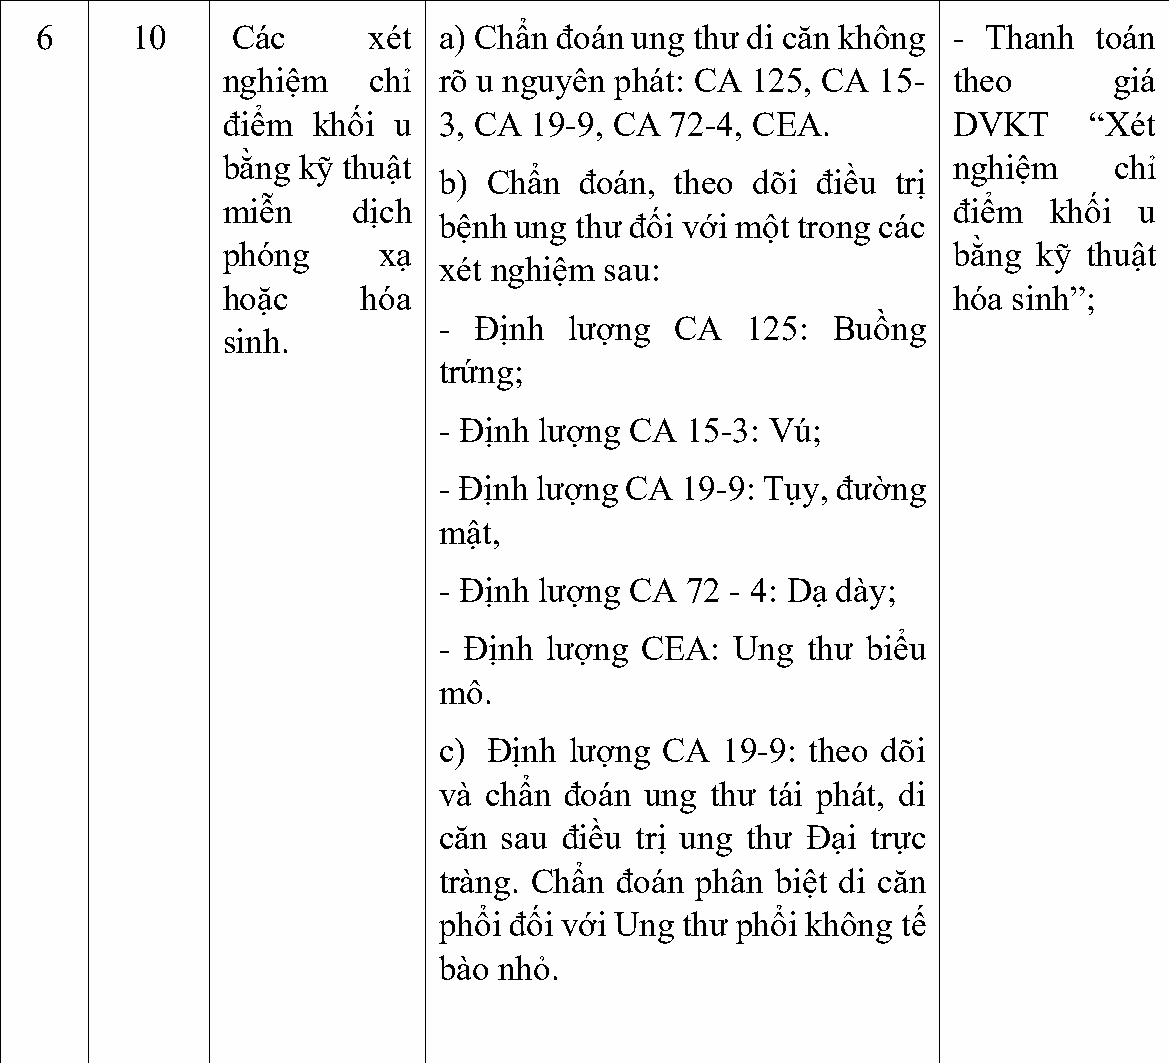 6
10
Các xét
nghiệm chỉ
điểm khối u
bằng kỹ thuật
miễn dịch
phóng xạ
hoặc hóa
sinh.
a) Chẩn đoán ung thư di căn không
rõ u nguyên phát: CA 125, CA 15-
3, CA 19-9, CA 72-4, CEA.
b) Chẩn đoán, theo dõi điều trị
bệnh ung thư đối với một trong các
xét nghiệm sau:
- Định lượng CA 125: Buồng
trứng;
- Định lượng CA 15-3: Vú;
- Định lượng CA 19-9: Tụy, đường
mật,
- Định lượng CA 72 - 4: Dạ dày;
- Định lượng CEA: Ung thư biểu
mô.
c) Định lượng CA 19-9: theo dõi
và chẩn đoán ung thư tái phát, di
căn sau điều trị ung thư Đại trực
tràng. Chẩn đoán phân biệt di căn
phổi đối với Ung thư phổi không tế
bào nhỏ.
- Thanh toán
theo giá
DVKT “Xét
nghiệm chỉ
điểm khối u
bằng kỹ thuật
hóa sinh”;